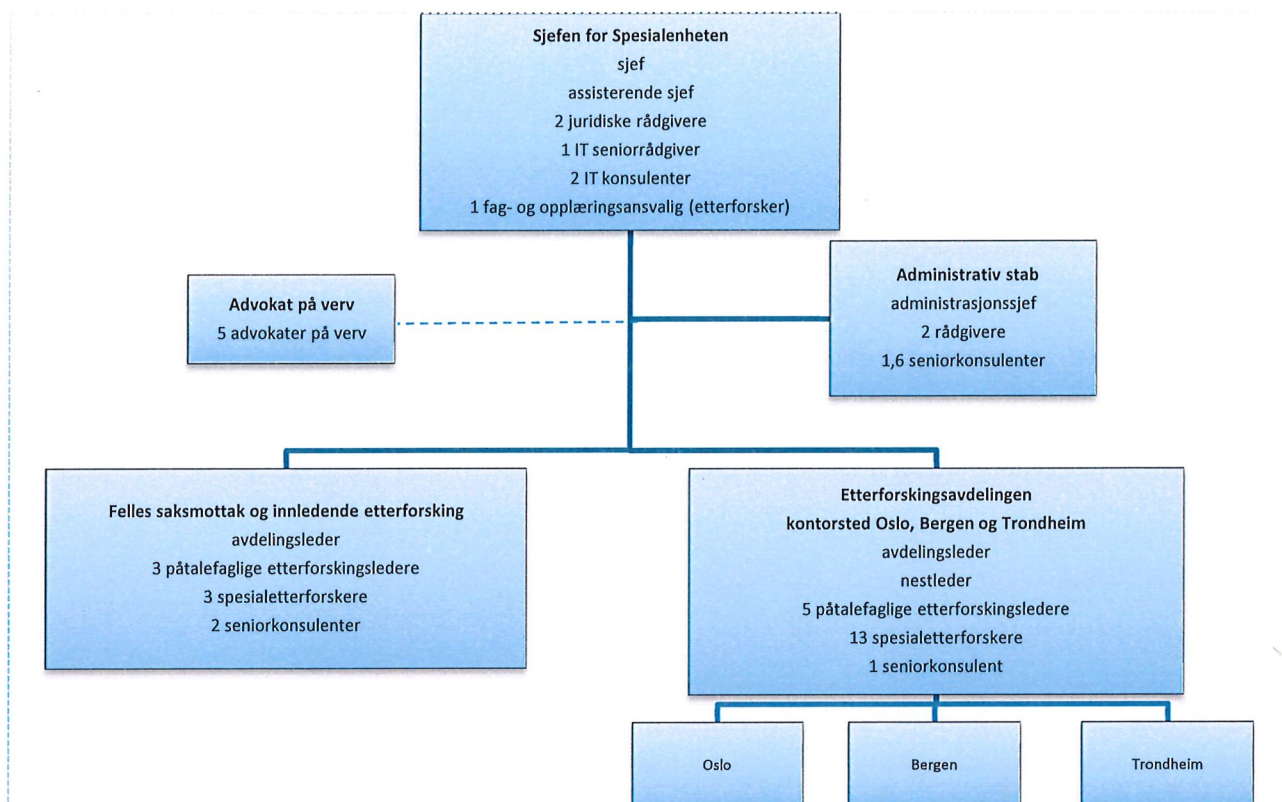 Sjefen for Spesialenheten
sjef
assisterende sjef
2 juridiske rådgivere
1 IT seniorrådgiver
2 IT konsulenter
1 fag- og opplæringsansvalig (etterforsker)
Advokat på verv
5 advokater på verv
Administrativ stab
administrasjonssjef
2 rådgivere
1,6 seniorkonsulenter
Felles saksmottak og innledende etterforsking
avdelingsleder
3 påtalefaglige etterforskingsledere
3 spesialetterforskere
2 seniorkonsulenter
Etterforskingsavdelingen
kontorsted Oslo, Bergen og Trondheim
avdelingsleder
nestleder
5 påtalefaglige etterforskingsledere
13 spesialetterforskere
1 seniorkonsulent
Oslo
Bergen
Trondheim